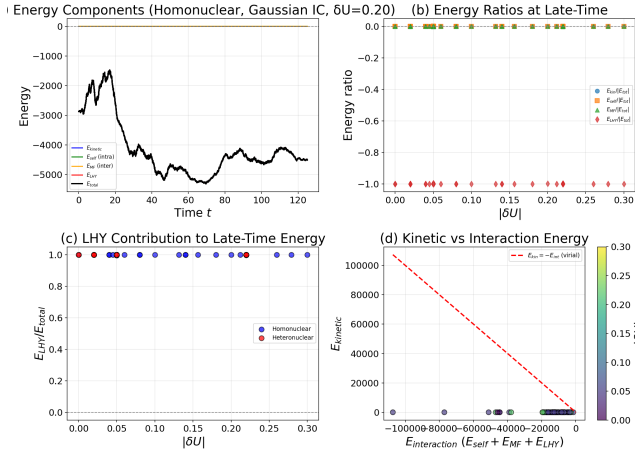 ) Energy Components (Homonuclear, Gaussian IC, δU=0.20)
0
−1000
−2000
−3000
−4000
−5000
Energy
0 20 40 60 80 100 120
Time t
E_kinetic
E_self (intra)
E_MF (inter)
E_LHY
E_total
(b) Energy Ratios at Late-Time
0.0
−0.2
−0.4
−0.6
−0.8
−1.0
Energy ratio
0.00 0.05 0.10 0.15 0.20 0.25 0.30
|δU|
E_kin/|E_tot|
E_self/|E_tot|
E_MF/|E_tot|
E_LHY/|E_tot|
(c) LHY Contribution to Late-Time Energy
1.0
0.8
0.6
0.4
0.2
0.0
E_LHY/E_total
0.00 0.05 0.10 0.15 0.20 0.25 0.30
|δU|
Homonuclear
Heteronuclear
(d) Kinetic vs Interaction Energy
100000
80000
60000
40000
20000
0
E_kinetic
−100000 −80000 −60000 −40000 −20000 0
E_interaction (E_self + E_MF + E_LHY)
E_kin = −E_int (virial)
0.30
0.25
0.20
0.15
0.10
0.05
0.00